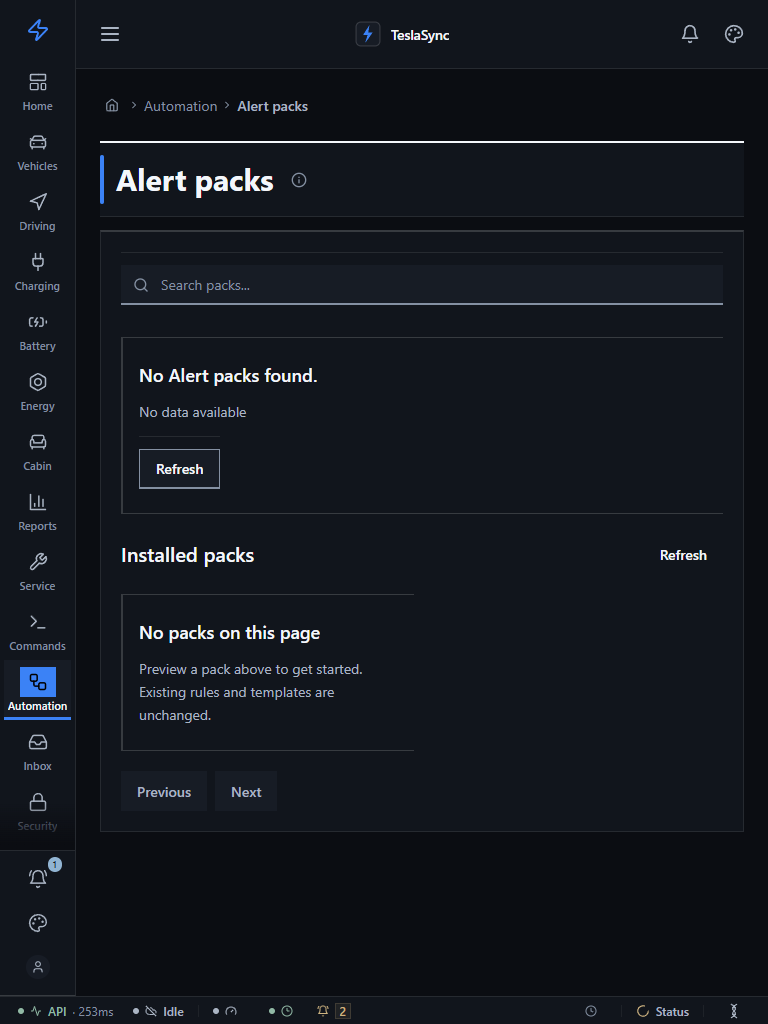 TeslaSync
Home
Vehicles
Driving
Charging
Battery
Energy
Cabin
Reports
Service
Commands
Automation
Inbox
Security
1
Automation
Alert packs
Alert packs
Search packs...
No Alert packs found.
No data available
Refresh
Installed packs
Refresh
No packs on this page
Preview a pack above to get started.
Existing rules and templates are
unchanged.
Previous
Next
API · 253ms
Idle
2
Status